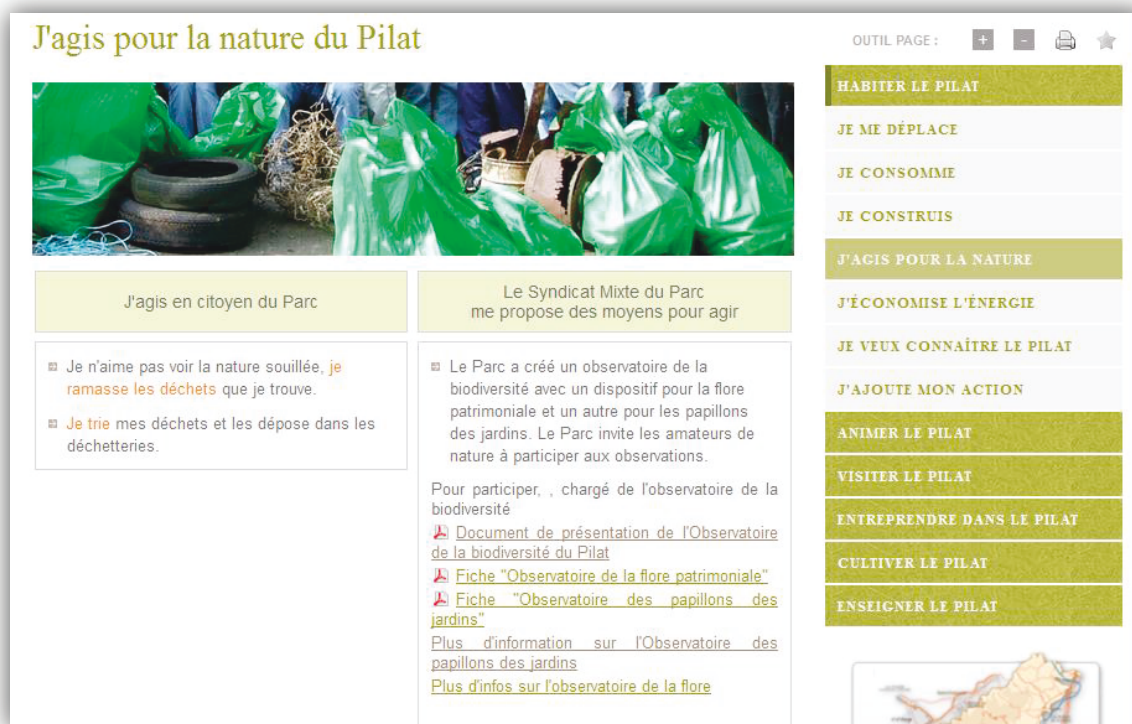 J'agis pour la nature du Pilat
OUTIL PAGE :
+
-
J'agis en citoyen du Parc
Je n'aime pas voir la nature souillée, je
ramasse les déchets que je trouve.
Je trie mes déchets et les dépose dans les
déchetteries.
Le Syndicat Mixte du Parc
me propose des moyens pour agir
Le Parc a créé un observatoire de la
biodiversité avec un dispositif pour la flore
patrimoniale et un autre pour les papillons
des jardins. Le Parc invite les amateurs de
nature à participer aux observations.
Pour participer, , chargé de l'observatoire de la
biodiversité
Document de présentation de l'Observatoire
de la biodiversité du Pilat
Fiche "Observatoire de la flore patrimoniale"
Fiche "Observatoire des papillons des
jardins"
Plus d'information sur l'Observatoire des
papillons des jardins
Plus d'infos sur l'observatoire de la flore
HABITER LE PILAT
JE ME DÉPLACE
JE CONSOMME
JE CONSTRUIS
J'AGIS POUR LA NATURE
J'ÉCONOMISE L'ÉNERGIE
JE VEUX CONNAÎTRE LE PILAT
J'AJOUTE MON ACTION
ANIMER LE PILAT
VISITER LE PILAT
ENTREPRENDRE DANS LE PILAT
CULTIVER LE PILAT
ENSEIGNER LE PILAT